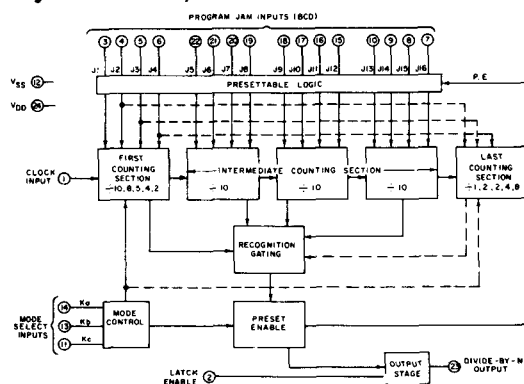 PROGRAM JAM INPUTS (BCD)
3 4 5 6 22 21 20 19 18 17 16 15 10 9 8 7
J1 J2 J3 J4 J5 J6 J7 J8 J9 J10 J11 J12 J13 J14 J15 J16
VSS 12
PRESETTABLE LOGIC
P.E
VDD 24
CLOCK INPUT 1
FIRST COUNTING SECTION ÷10,8,5,4,2
INTERMEDIATE COUNTING SECTION
÷10 ÷10 ÷10
LAST COUNTING SECTION ÷1,2,2,4,8
RECOGNITION GATING
MODE SELECT INPUTS
14 Ka
13 Kb
11 Kc
MODE CONTROL
PRESET ENABLE
LATCH ENABLE 2
OUTPUT STAGE
23 DIVIDE-BY-N OUTPUT